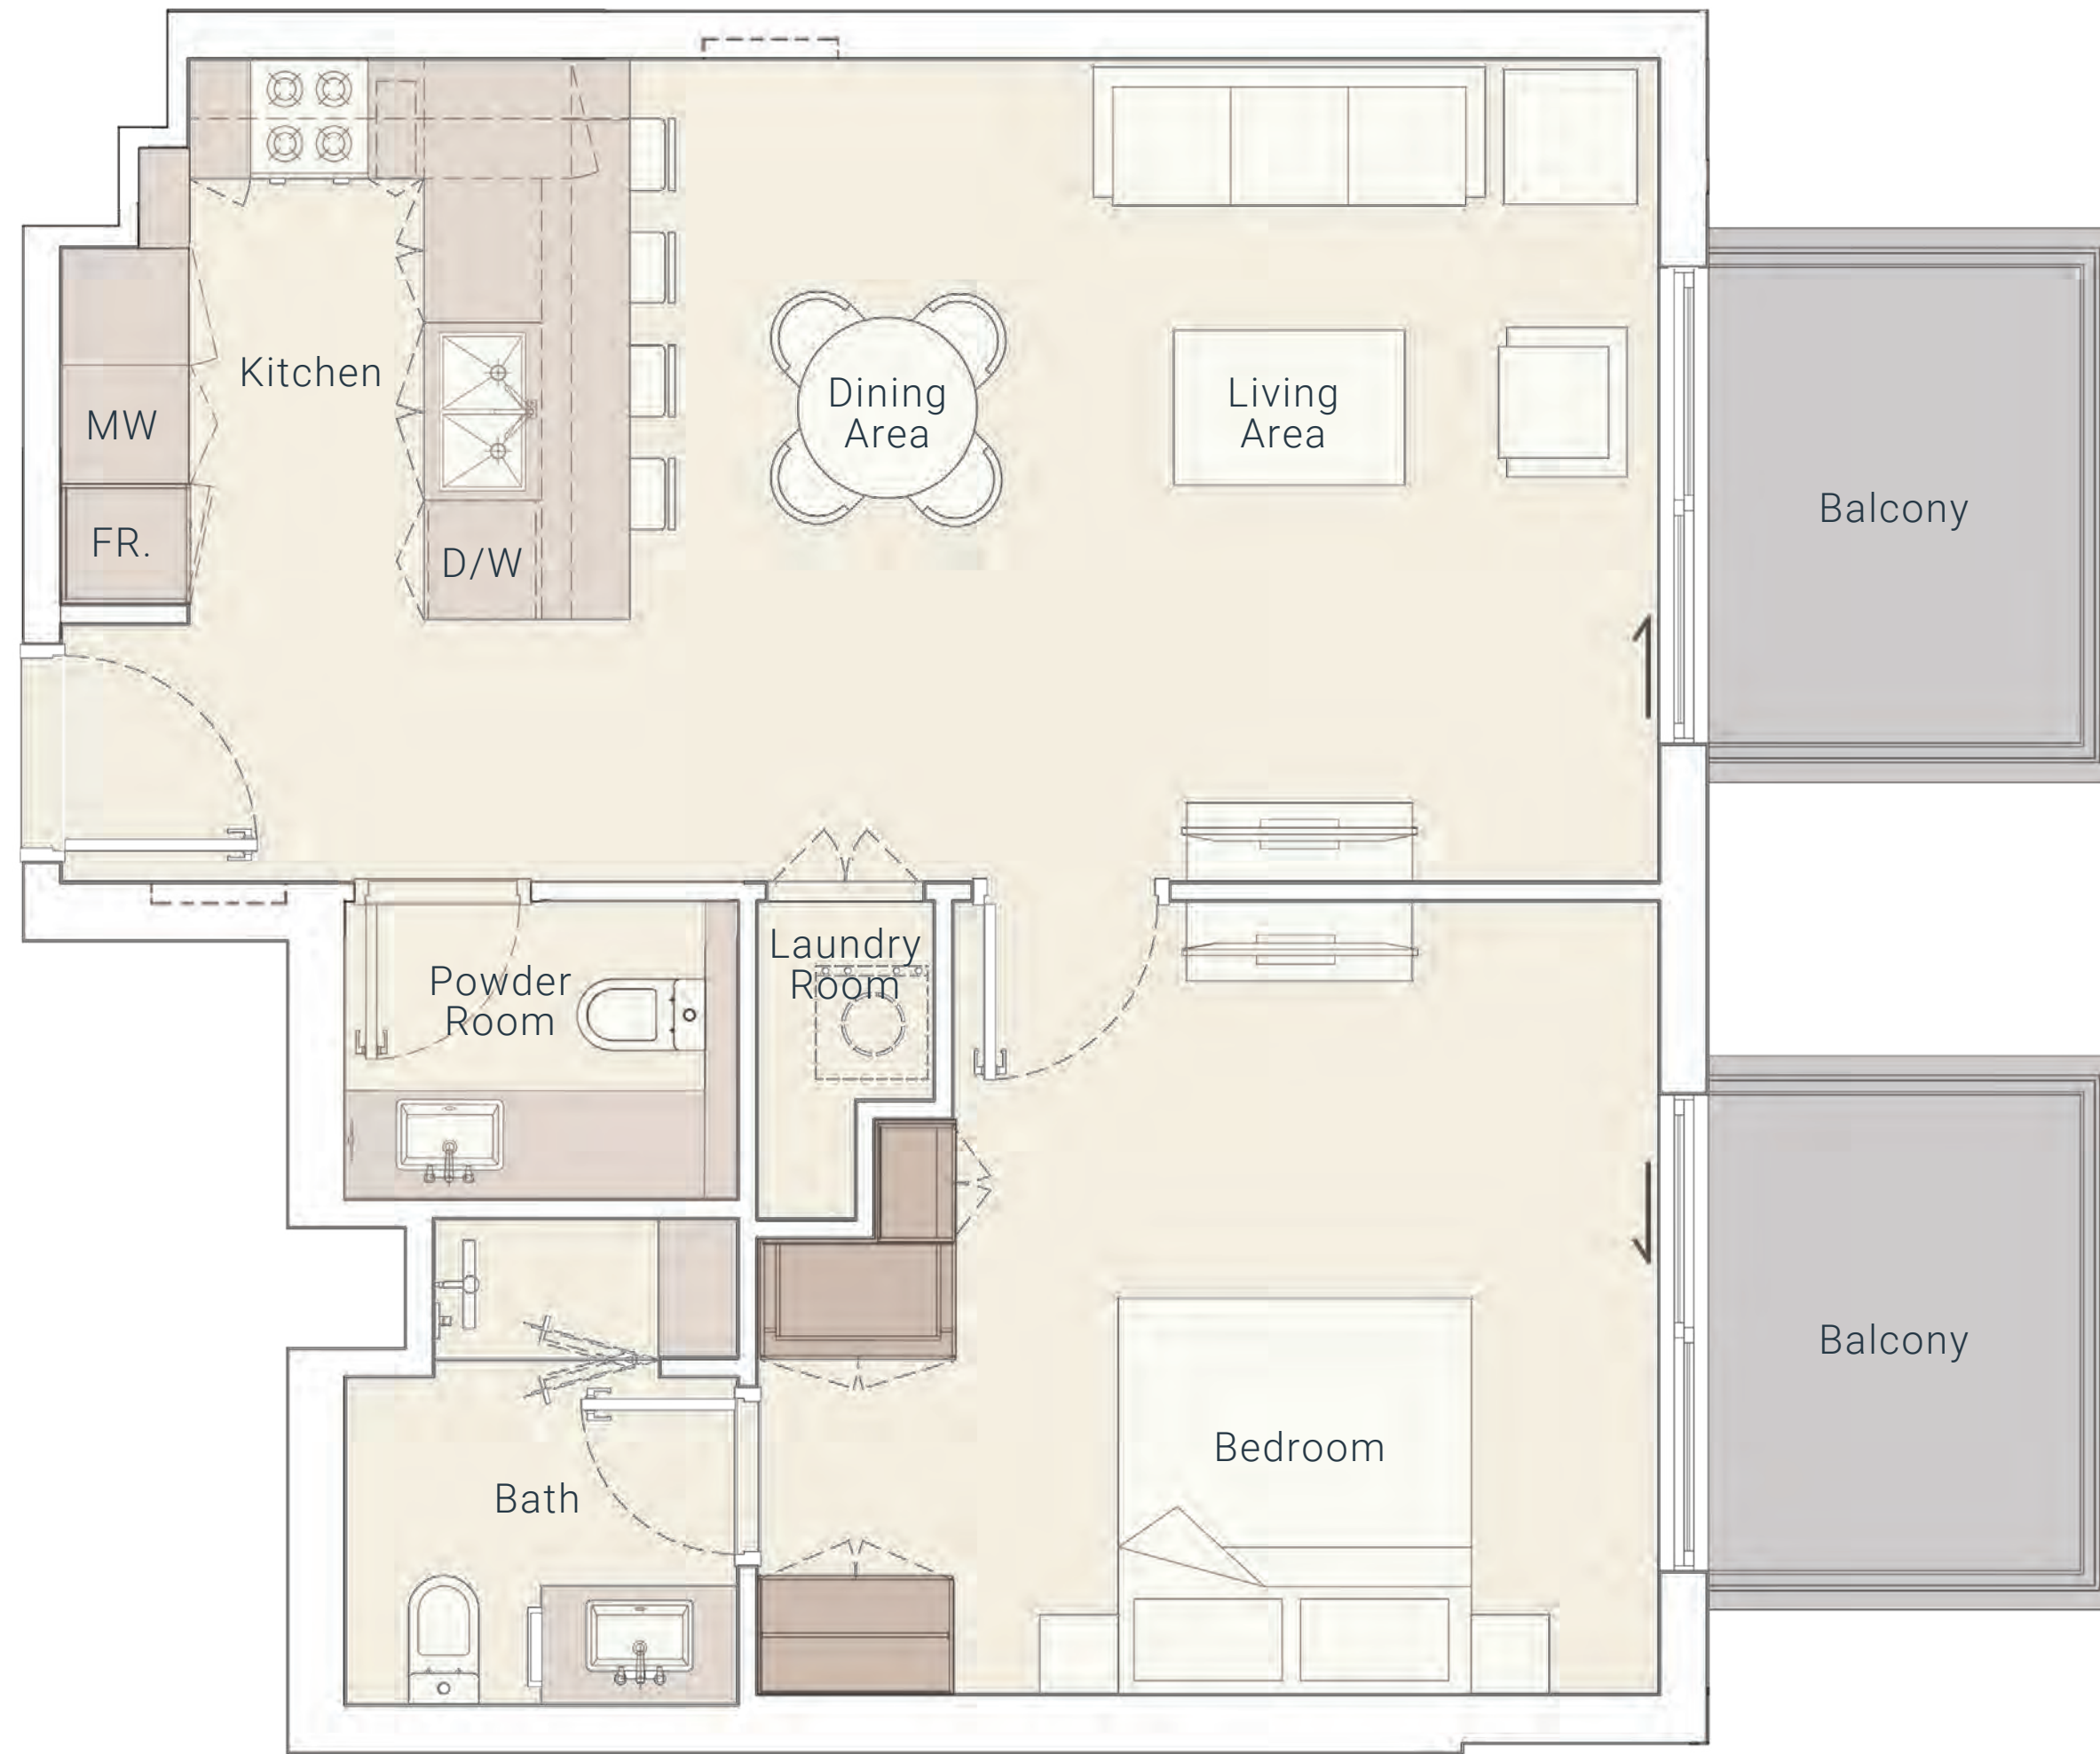 Kitchen
MW
FR.
D/W
Dining
Area
Living
Area
Balcony
Powder
Room
Laundry
Room
Bath
Bedroom
Balcony